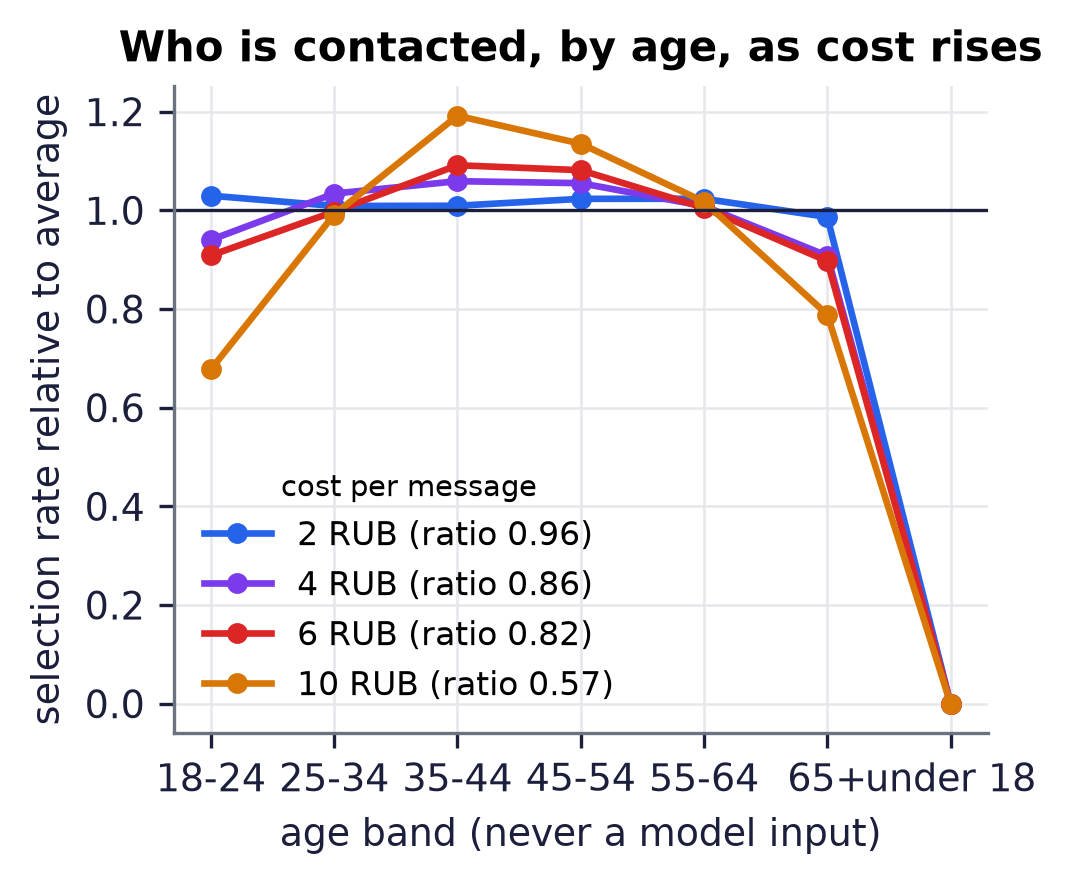 Who is contacted, by age, as cost rises
selection rate relative to average
1.2
1.0
0.8
0.6
0.4
0.2
0.0
cost per message
2 RUB (ratio 0.96)
4 RUB (ratio 0.86)
6 RUB (ratio 0.82)
10 RUB (ratio 0.57)
18-24 25-34 35-44 45-54 55-64 65+ under 18
age band (never a model input)